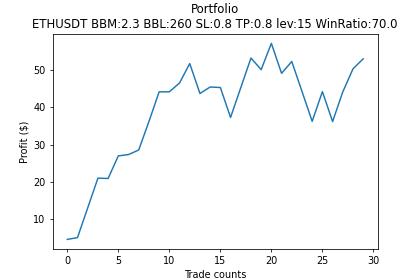 Portfolio
ETHUSDT BBM:2.3 BBL:260 SL:0.8 TP:0.8 lev:15 WinRatio:70.0
50
40
30
20
10
Profit ($)
0 5 10 15 20 25 30
Trade counts